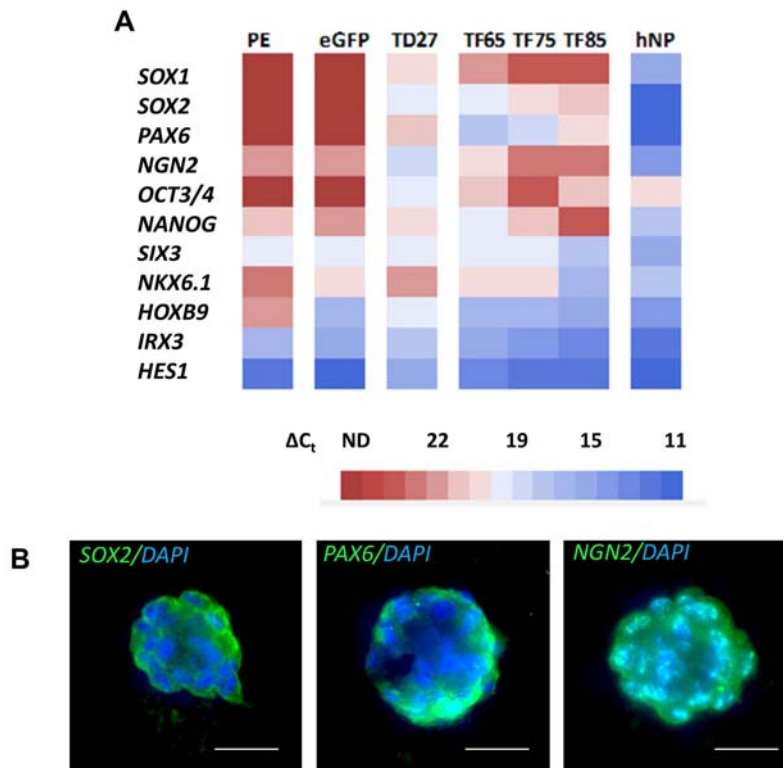 A
PE eGFP TD27 TF65 TF75 TF85 hNP
SOX1
SOX2
PAX6
NGN2
OCT3/4
NANOG
SIX3
NKX6.1
HOXB9
IRX3
HES1
ΔCt ND 22 19 15 11
B
SOX2/DAPI PAX6/DAPI NGN2/DAPI